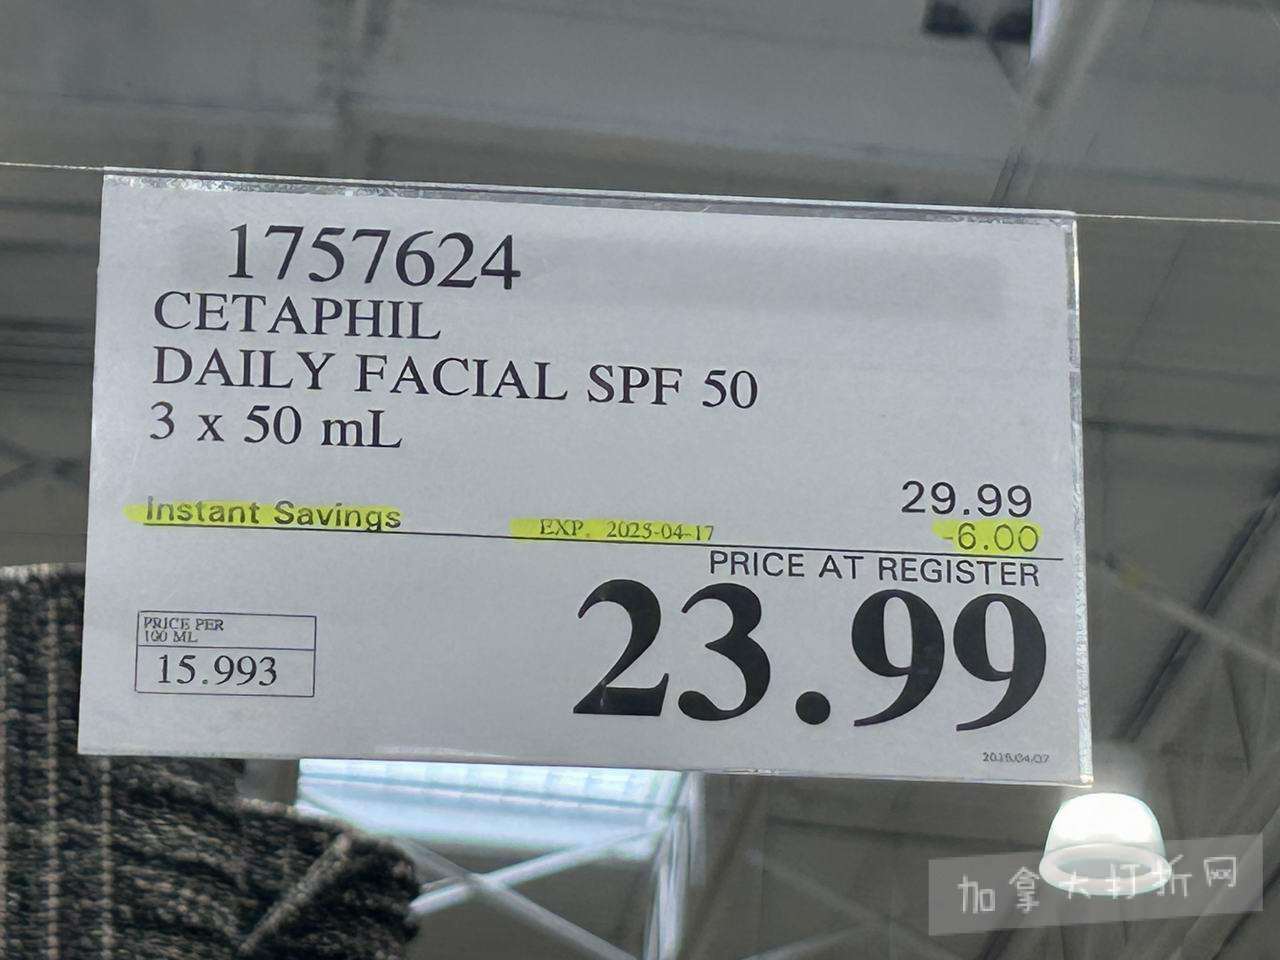 1757624
CETAPHIL
DAILY FACIAL SPF 50
3 x 50 mL
29.99
Instant Savings EXP. 2025-04-17 -6.00
PRICE AT REGISTER
23.99
PRICE PER
100 ML
15.993
2025/04/07
加拿大打折网